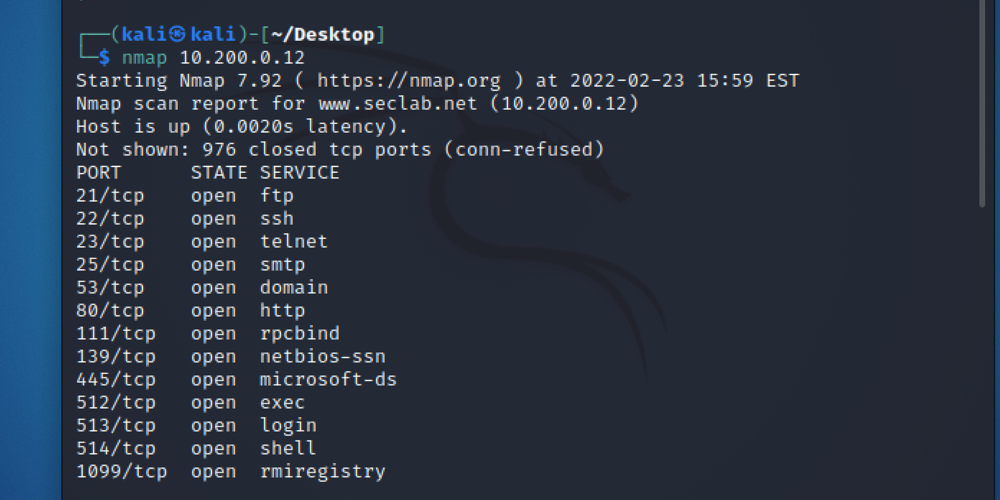 ┌──(kali㉿kali)-[~/Desktop]
└─$ nmap 10.200.0.12
Starting Nmap 7.92 ( https://nmap.org ) at 2022-02-23 15:59 EST
Nmap scan report for www.seclab.net (10.200.0.12)
Host is up (0.0020s latency).
Not shown: 976 closed tcp ports (conn-refused)
PORT     STATE SERVICE
21/tcp   open  ftp
22/tcp   open  ssh
23/tcp   open  telnet
25/tcp   open  smtp
53/tcp   open  domain
80/tcp   open  http
111/tcp  open  rpcbind
139/tcp  open  netbios-ssn
445/tcp  open  microsoft-ds
512/tcp  open  exec
513/tcp  open  login
514/tcp  open  shell
1099/tcp open  rmiregistry